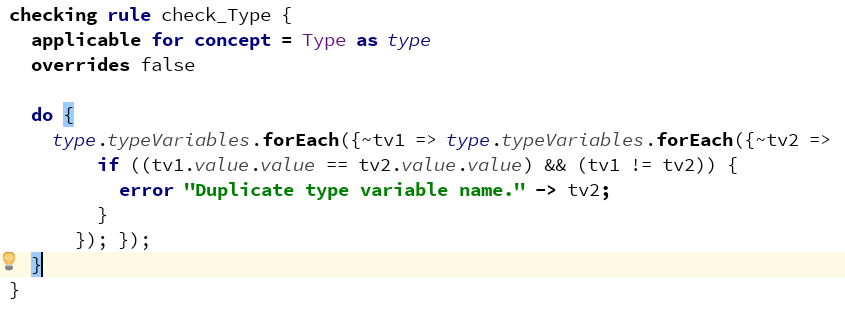 checking rule check_Type {
  applicable for concept = Type as type
  overrides false

  do {
    type.typeVariables.forEach({~tv1 => type.typeVariables.forEach({~tv2 =>
        if ((tv1.value.value == tv2.value.value) && (tv1 != tv2)) {
          error "Duplicate type variable name." -> tv2;
        }
      }); });
  }
}